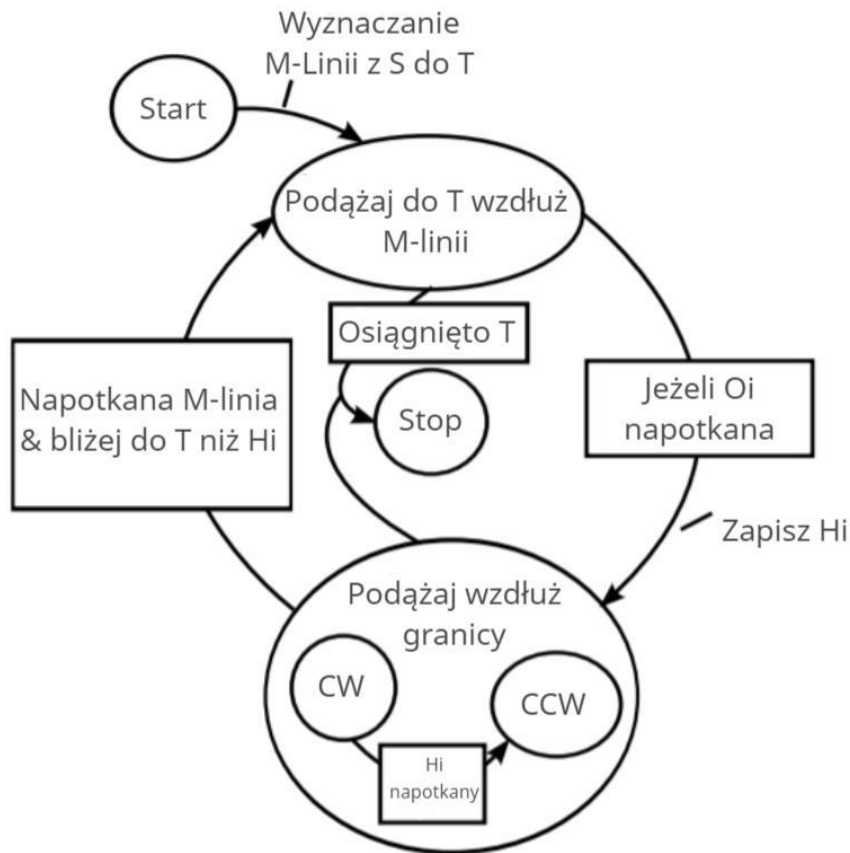 Wyznaczanie
M-Linii z S do T
Start
Podążaj do T wzdłuż
M-linii
Osiągnięto T
Stop
Napotkana M-linia
& bliżej do T niż Hi
Jeżeli Oi
napotkana
Zapisz Hi
Podążaj wzdłuż
granicy
CW
CCW
Hi
napotkany